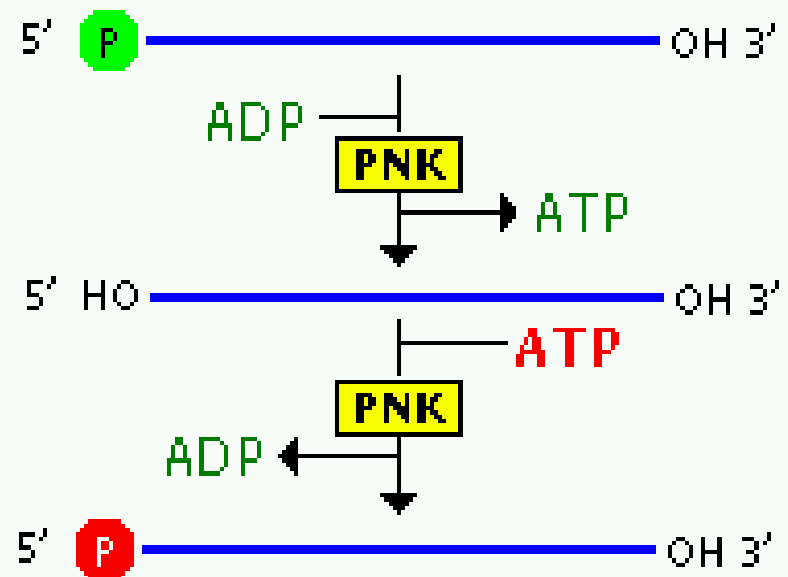 5' P OH 3'
ADP
PNK
ATP
5' HO OH 3'
ATP
PNK
ADP
5' P OH 3'